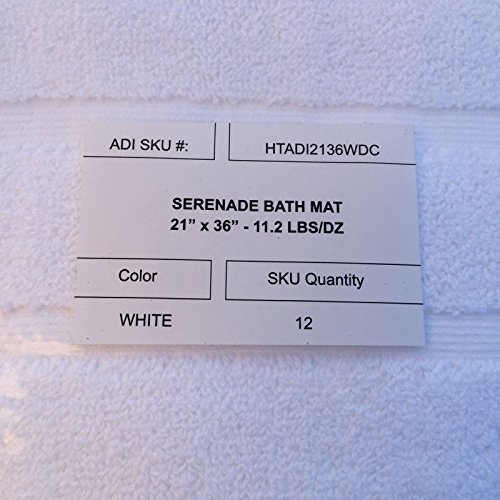 ADI SKU #: HTADI2136WDC
SERENADE BATH MAT
21” x 36” - 11.2 LBS/DZ
Color SKU Quantity
WHITE 12